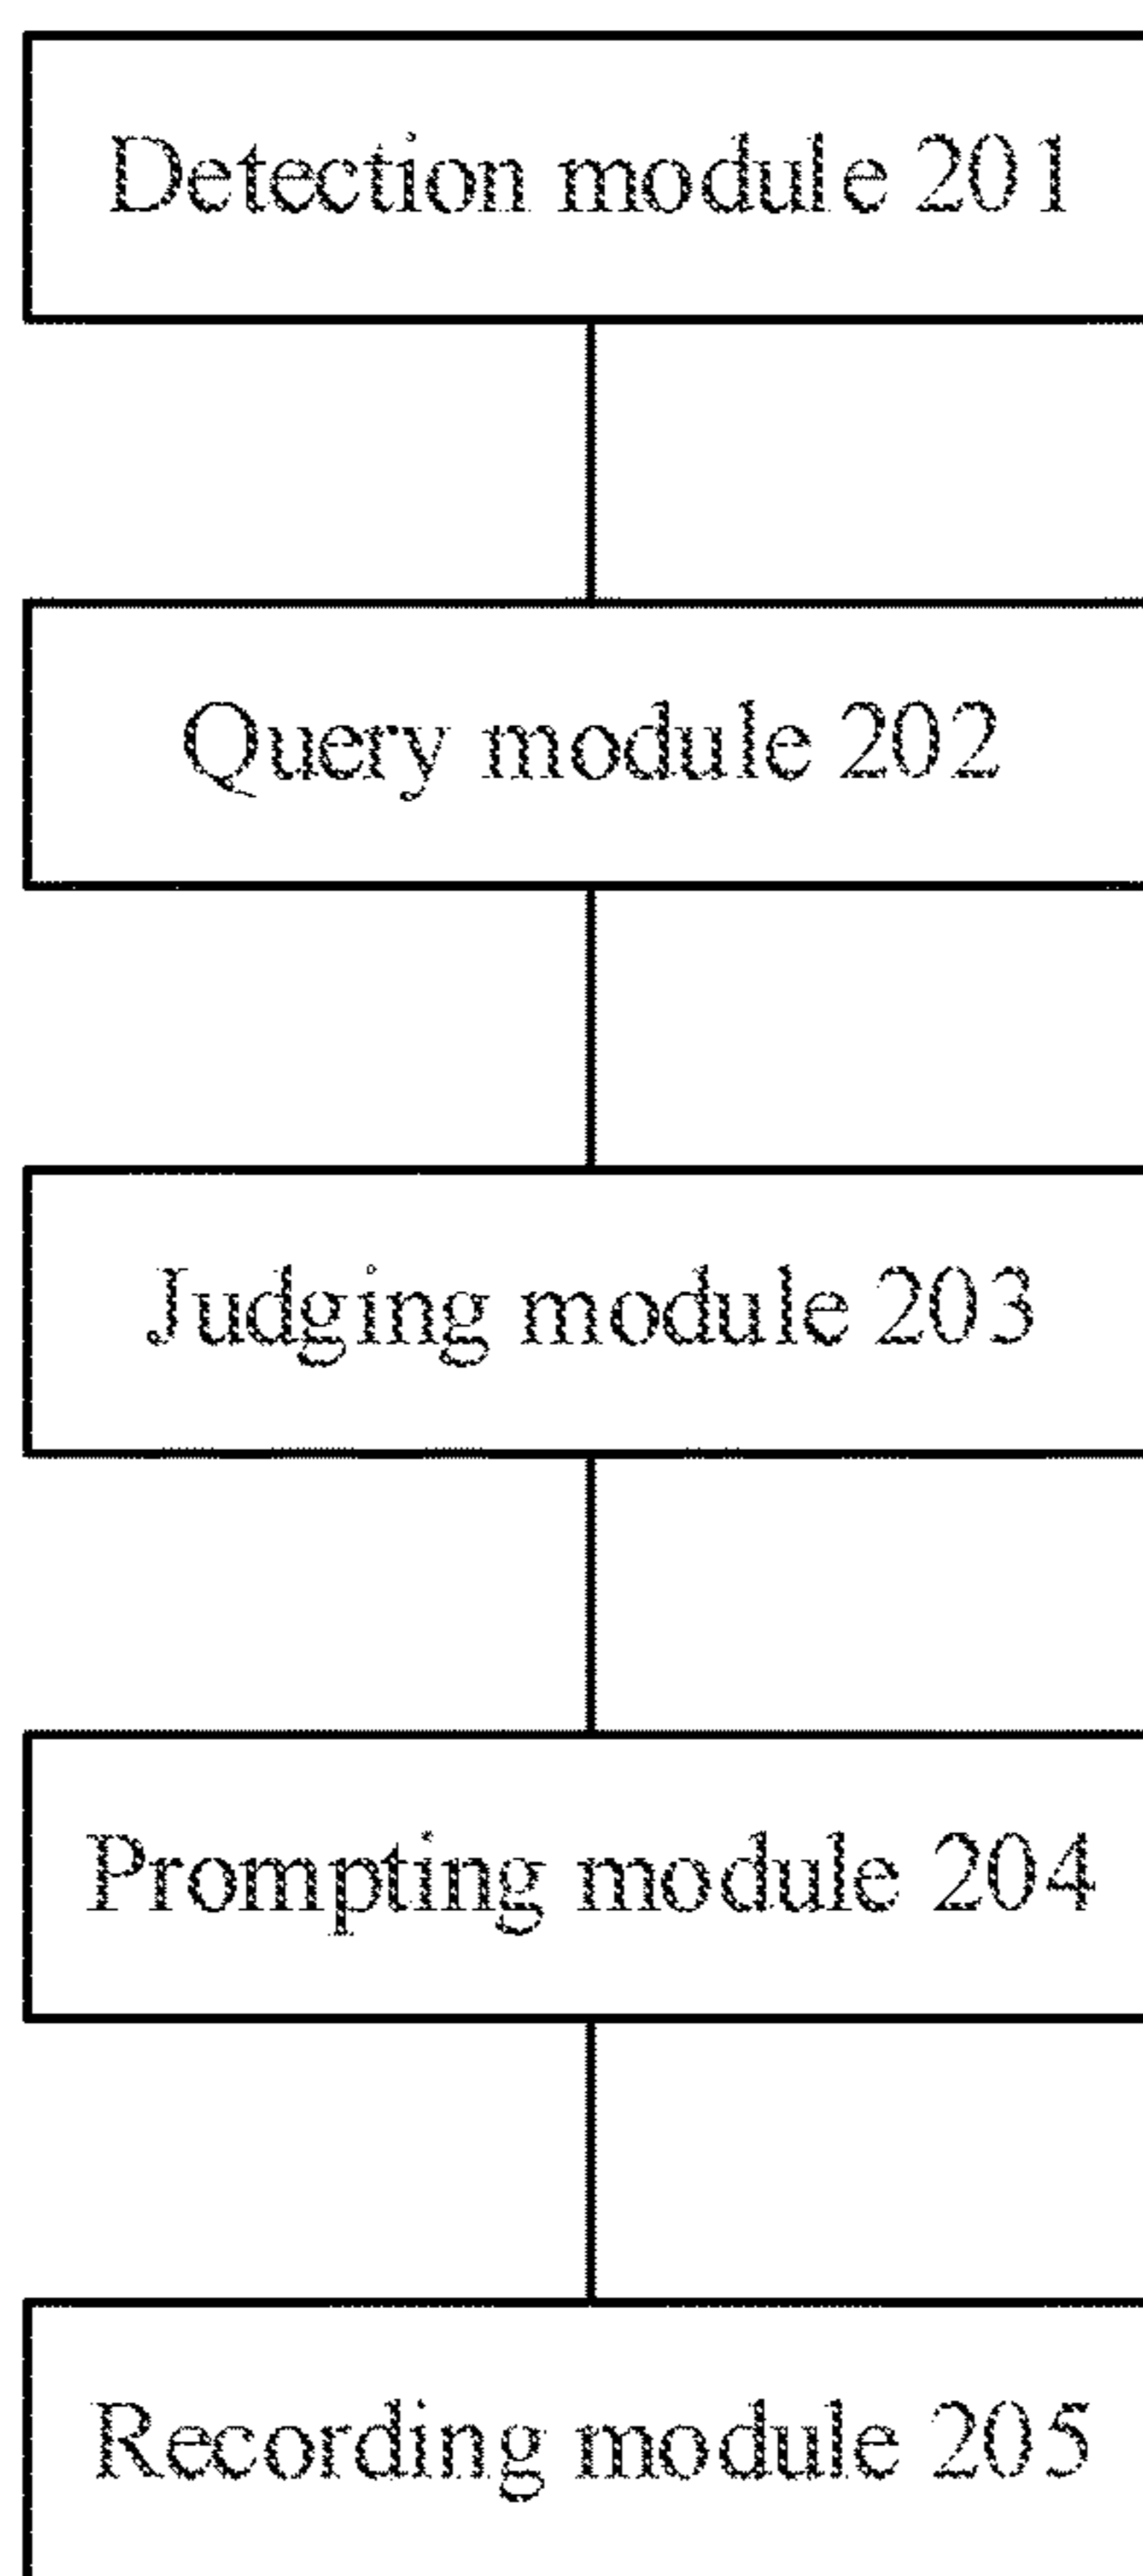 Detection module 201
Query module 202
Judging module 203
Prompting module 204
Recording module 205